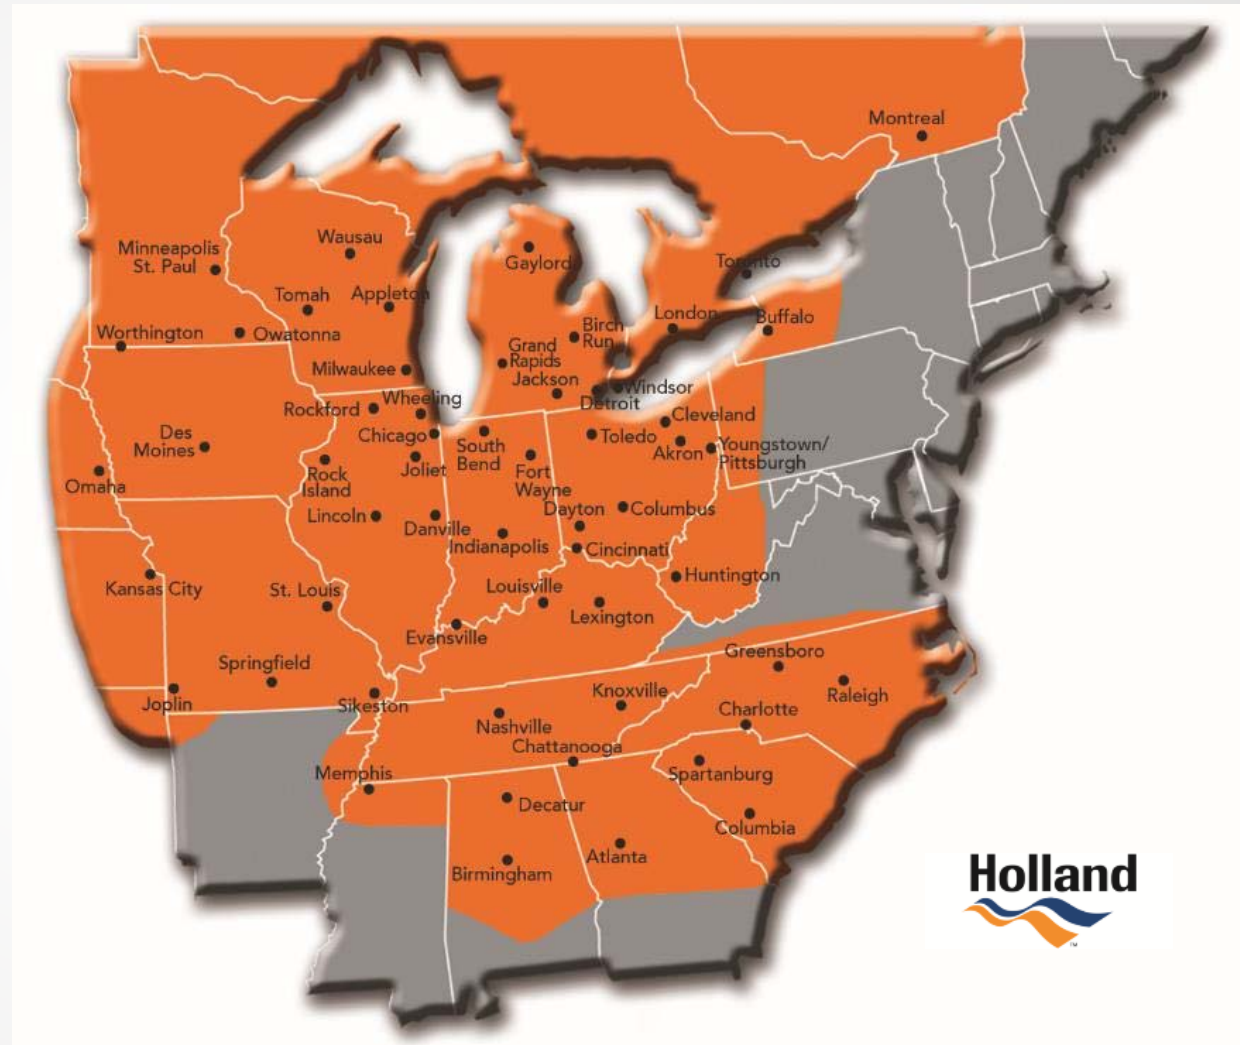 Montreal
Minneapolis
St. Paul
Wausau
Gaylord
Toronto
Tomah
Appleton
Worthington
Owatonna
London
Buffalo
Birch
Run
Grand
Rapids
Milwaukee
Jackson
Windsor
Detroit
Rockford
Wheeling
Cleveland
Chicago
Toledo
Akron
Youngstown/
Pittsburgh
Des
Moines
South
Bend
Joliet
Rock
Island
Fort
Wayne
Omaha
Lincoln
Danville
Dayton
Columbus
Indianapolis
Cincinnati
Kansas City
St. Louis
Louisville
Huntington
Lexington
Evansville
Springfield
Greensboro
Joplin
Sikeston
Knoxville
Raleigh
Nashville
Charlotte
Chattanooga
Memphis
Spartanburg
Decatur
Columbia
Birmingham
Atlanta
Holland
™